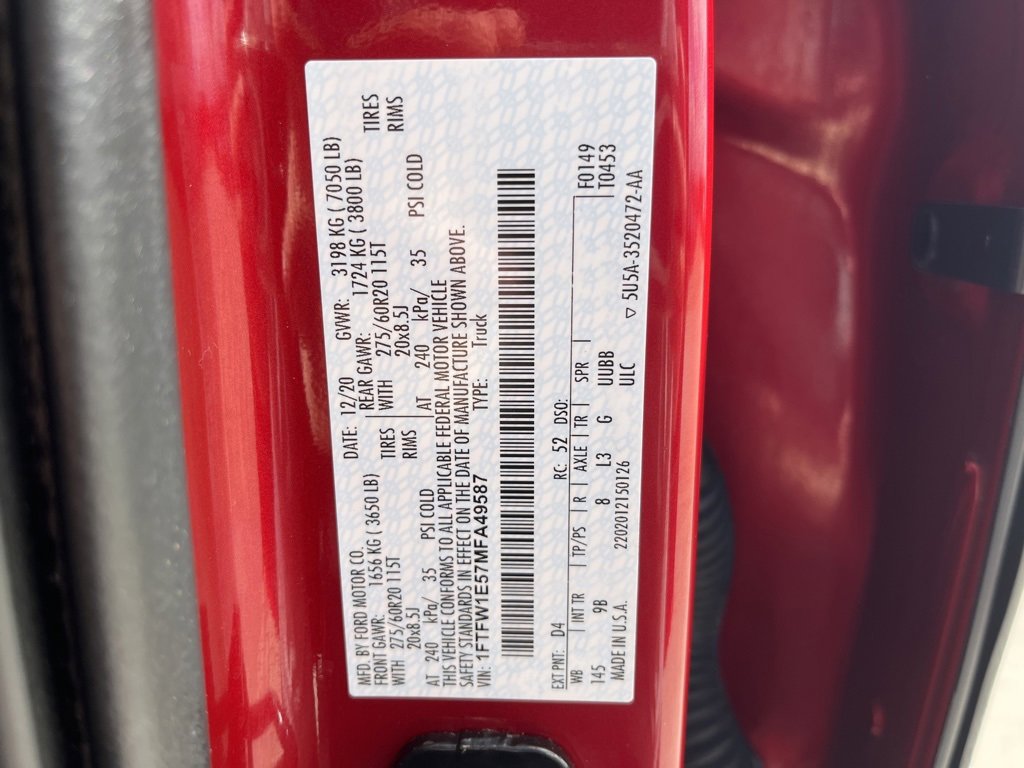 MFD. BY FORD MOTOR CO.
DATE: 12/20 GVWR: 3198 KG ( 7050 LB)
FRONT GAWR: 1656 KG ( 3650 LB)
REAR GAWR: 1724 KG ( 3800 LB)
WITH 275/60R20 115T TIRES
WITH 275/60R20 115T TIRES
20x8.5J RIMS
20x8.5J RIMS
AT 240 kPa/ 35 PSI COLD
AT 240 kPa/ 35 PSI COLD
THIS VEHICLE CONFORMS TO ALL APPLICABLE FEDERAL MOTOR VEHICLE
SAFETY STANDARDS IN EFFECT ON THE DATE OF MANUFACTURE SHOWN ABOVE.
VIN: 1FTFW1E57MFA49587 TYPE: Truck
EXT PNT: D4 RC: 52 DSO: F0149
WB INT TR TP/PS R AXLE TR SPR T0453
145 9B 8 L3 G UUBB
MADE IN U.S.A. 2202012150126 ULC ▽ 5U5A-3520472-AA